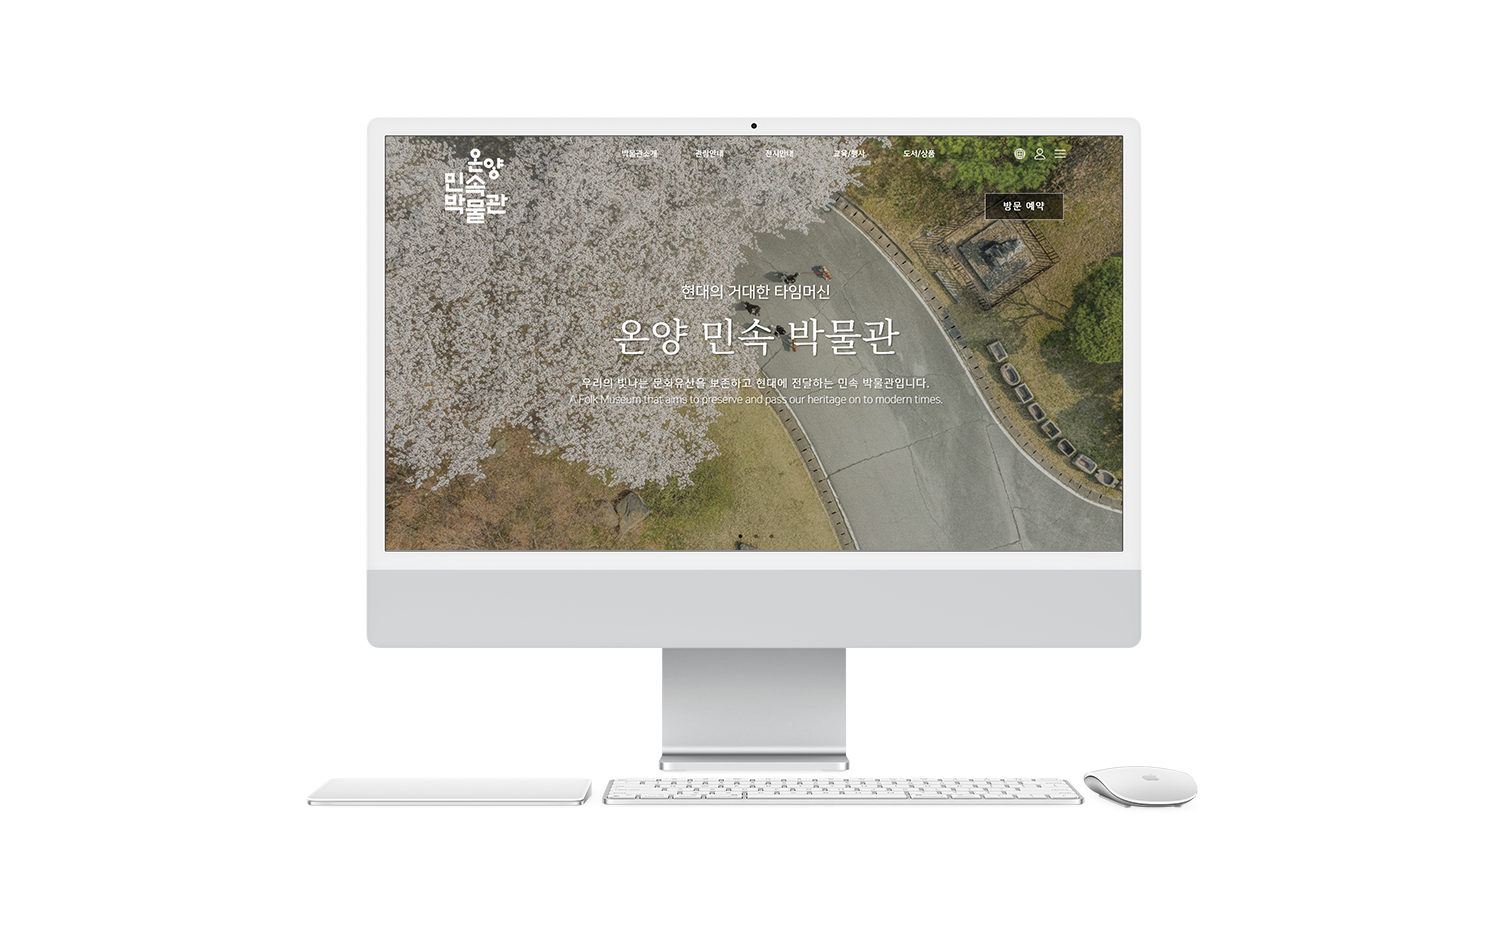 온양
민속
박물관
박물관소개 관람안내 전시안내 교육/행사 도서/상품
방문 예약
현대의 거대한 타임머신
온양 민속 박물관
우리의 빛나는 문화유산을 보존하고 현대에 전달하는 민속 박물관입니다.
A Folk Museum that aims to preserve and pass our heritage on to modern times.